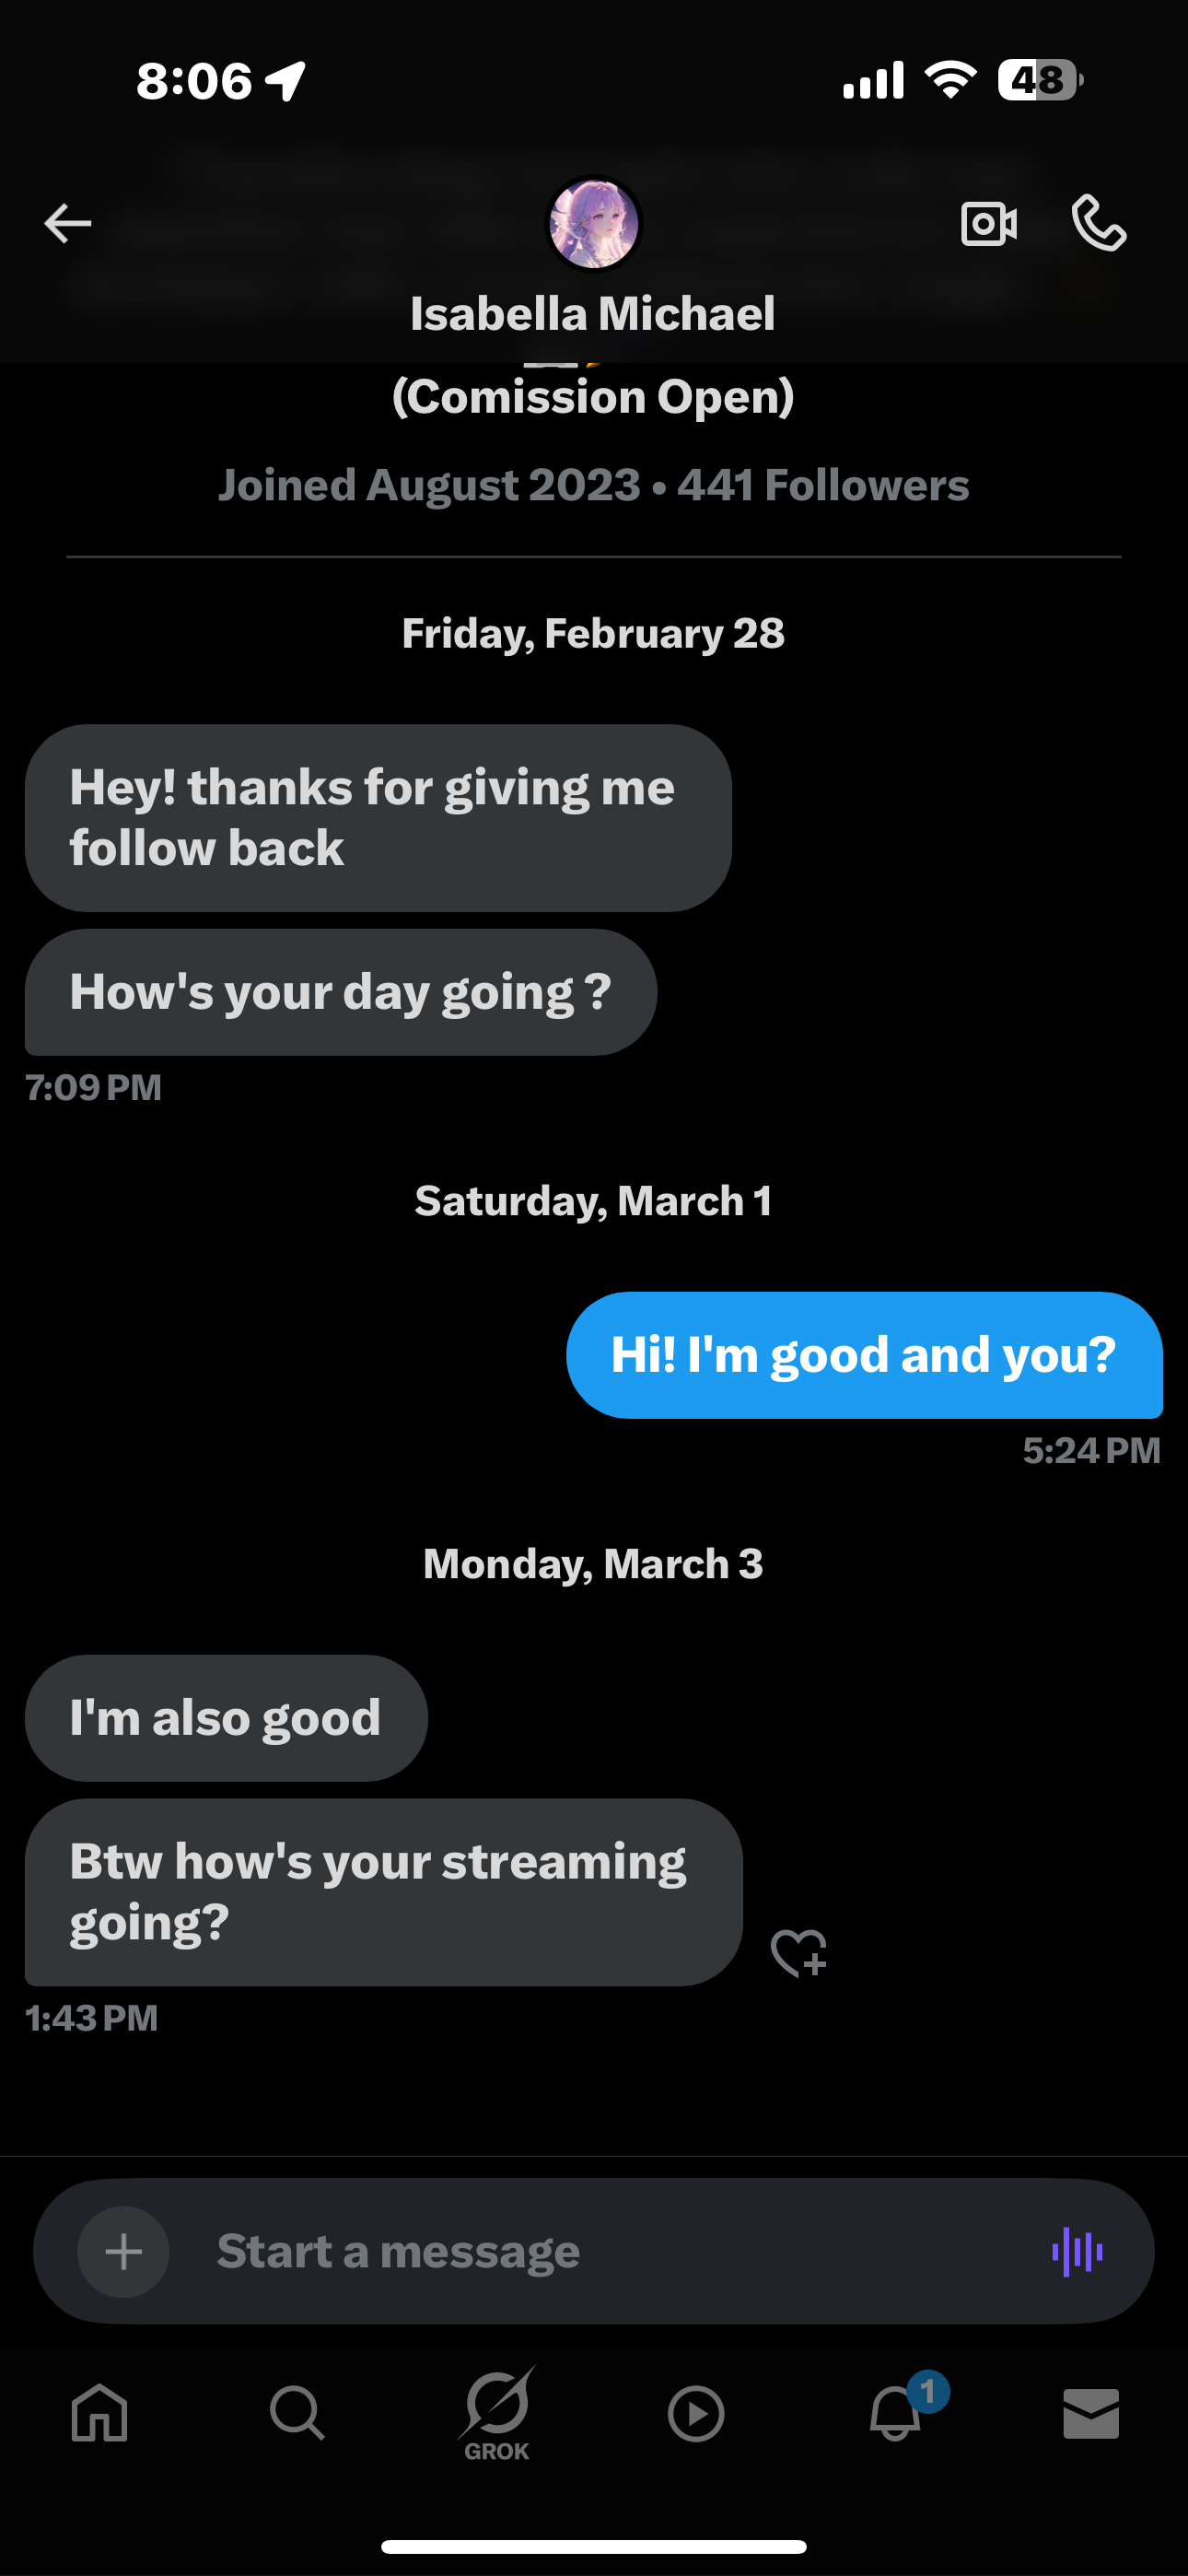 8:06
48
Isabella Michael
(Comission Open)
Joined August 2023 • 441 Followers
Friday, February 28
Hey! thanks for giving me
follow back
How's your day going ?
7:09 PM
Saturday, March 1
Hi! I'm good and you?
5:24 PM
Monday, March 3
I'm also good
Btw how's your streaming
going?
1:43 PM
Start a message
1
GROK